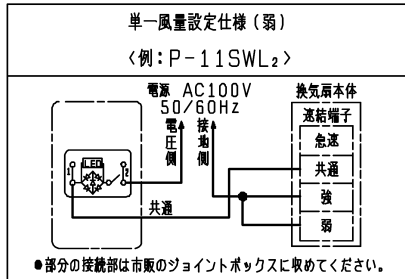 単一風量設定仕様（弱）
〈例：P-11SWL₂〉
電源 AC100V
50/60Hz
電圧側
接地側
換気扇本体
速結端子
急速
共通
強
弱
LED
1
2
共通
●部分の接続部は市販のジョイントボックスに収めてください。